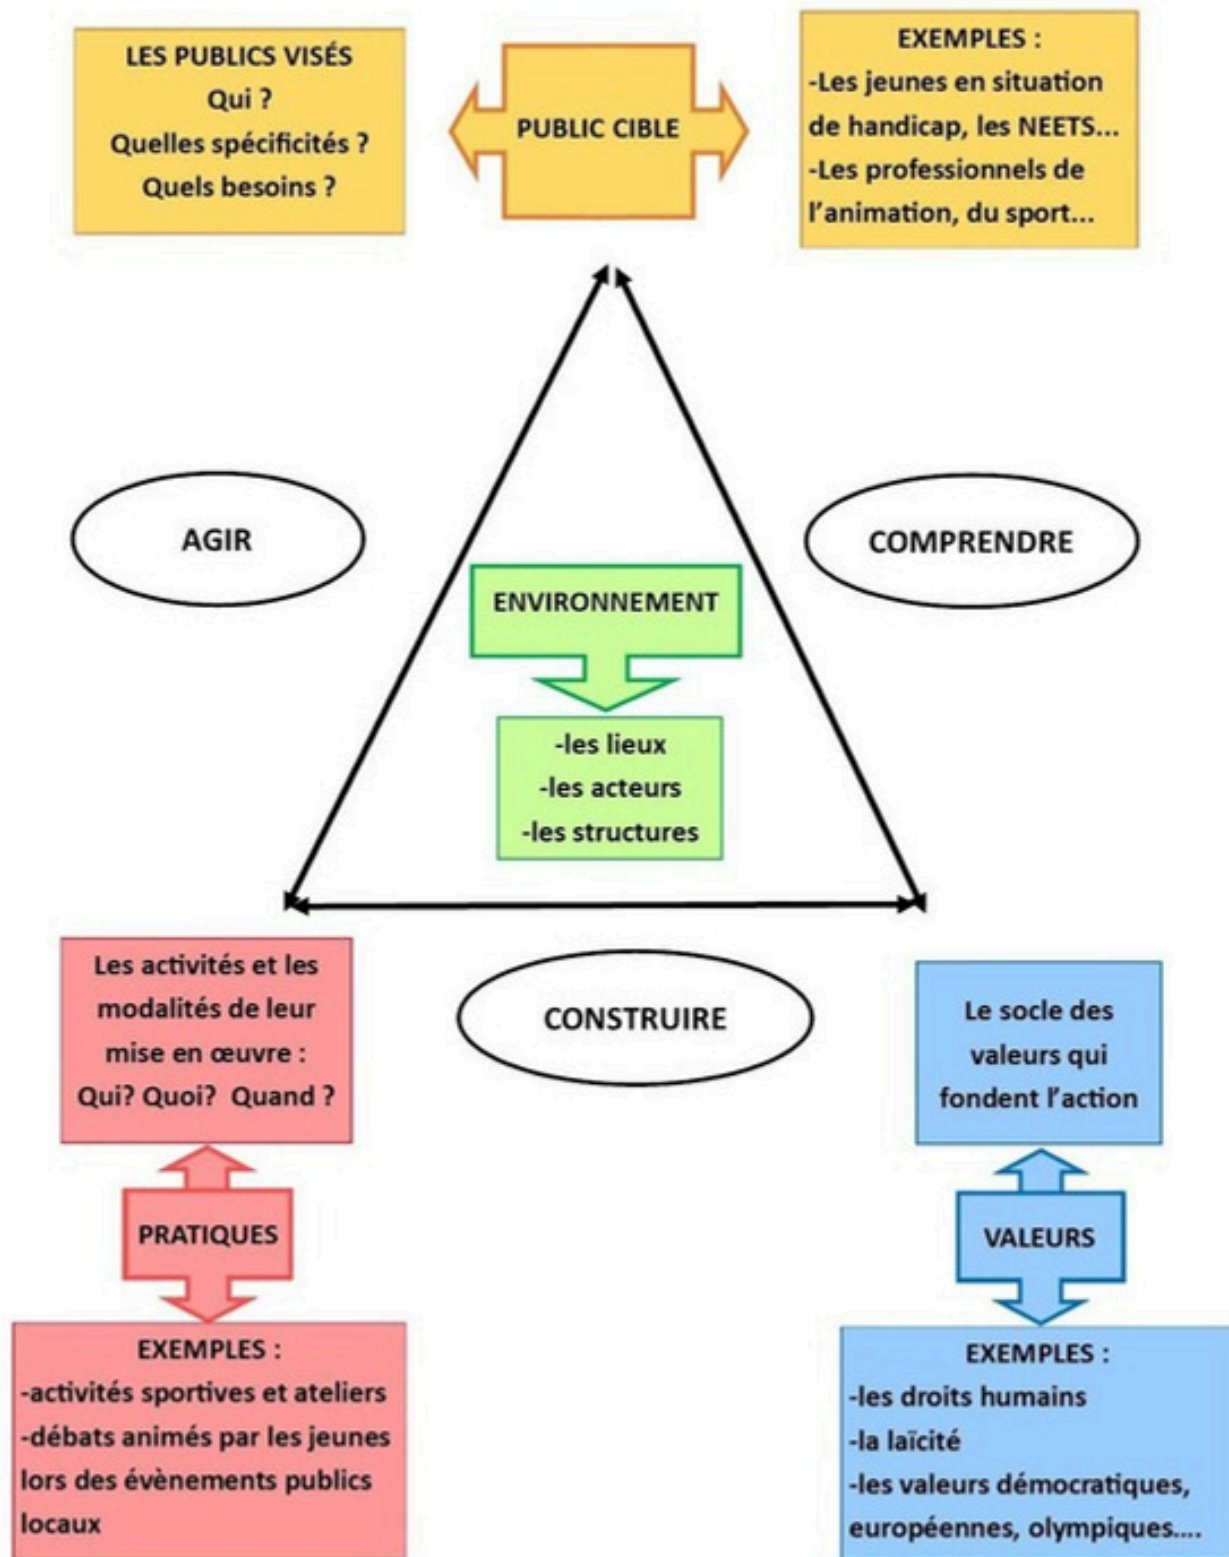 LES PUBLICS VISÉS
Qui ?
Quelles spécificités ?
Quels besoins ?
PUBLIC CIBLE
EXEMPLES :
-Les jeunes en situation
de handicap, les NEETS...
-Les professionnels de
l'animation, du sport...
AGIR
COMPRENDRE
ENVIRONNEMENT
-les lieux
-les acteurs
-les structures
CONSTRUIRE
Les activités et les
modalités de leur
mise en œuvre :
Qui? Quoi? Quand ?
PRATIQUES
EXEMPLES :
-activités sportives et ateliers
-débats animés par les jeunes
lors des évènements publics
locaux
Le socle des
valeurs qui
fondent l'action
VALEURS
EXEMPLES :
-les droits humains
-la laïcité
-les valeurs démocratiques,
européennes, olympiques....